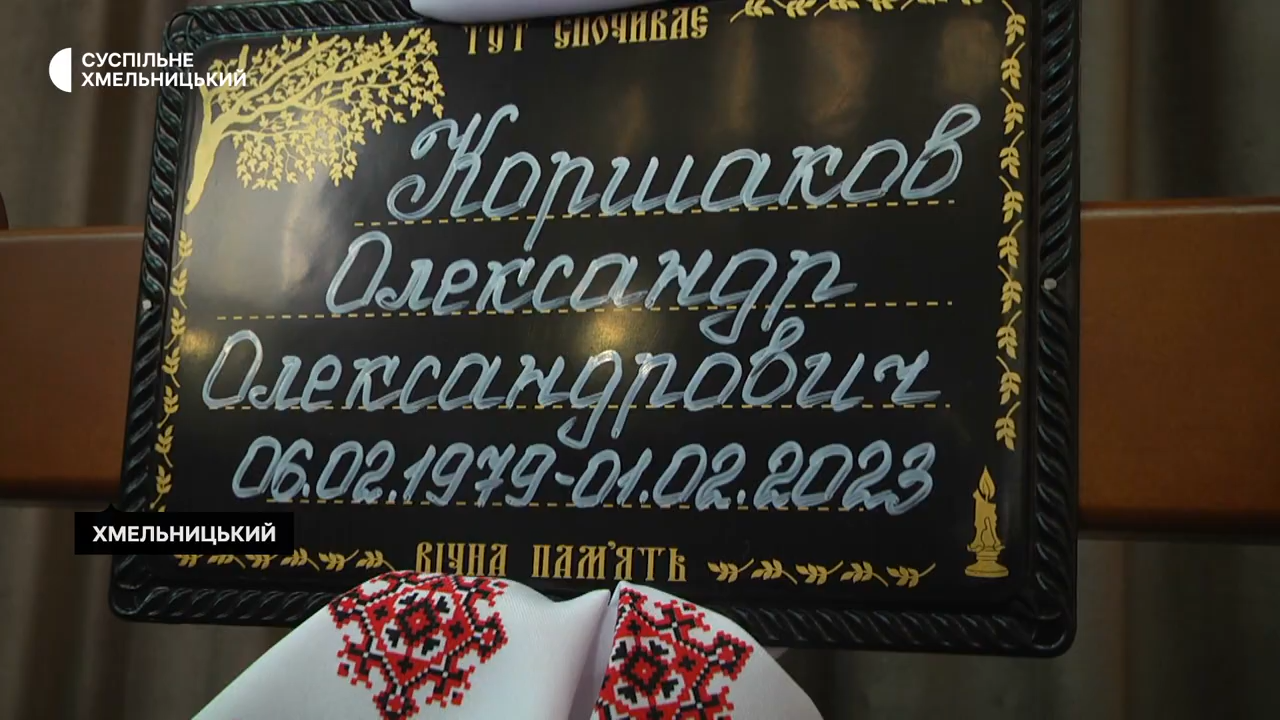 СУСПІЛЬНЕ
ХМЕЛЬНИЦЬКИЙ
ТУТ СПОЧИВАЄ
Коршаков
Олександр
Олександрович
06.02.1979-01.02.2023
ХМЕЛЬНИЦЬКИЙ
ВІЧНА ПАМ'ЯТЬ